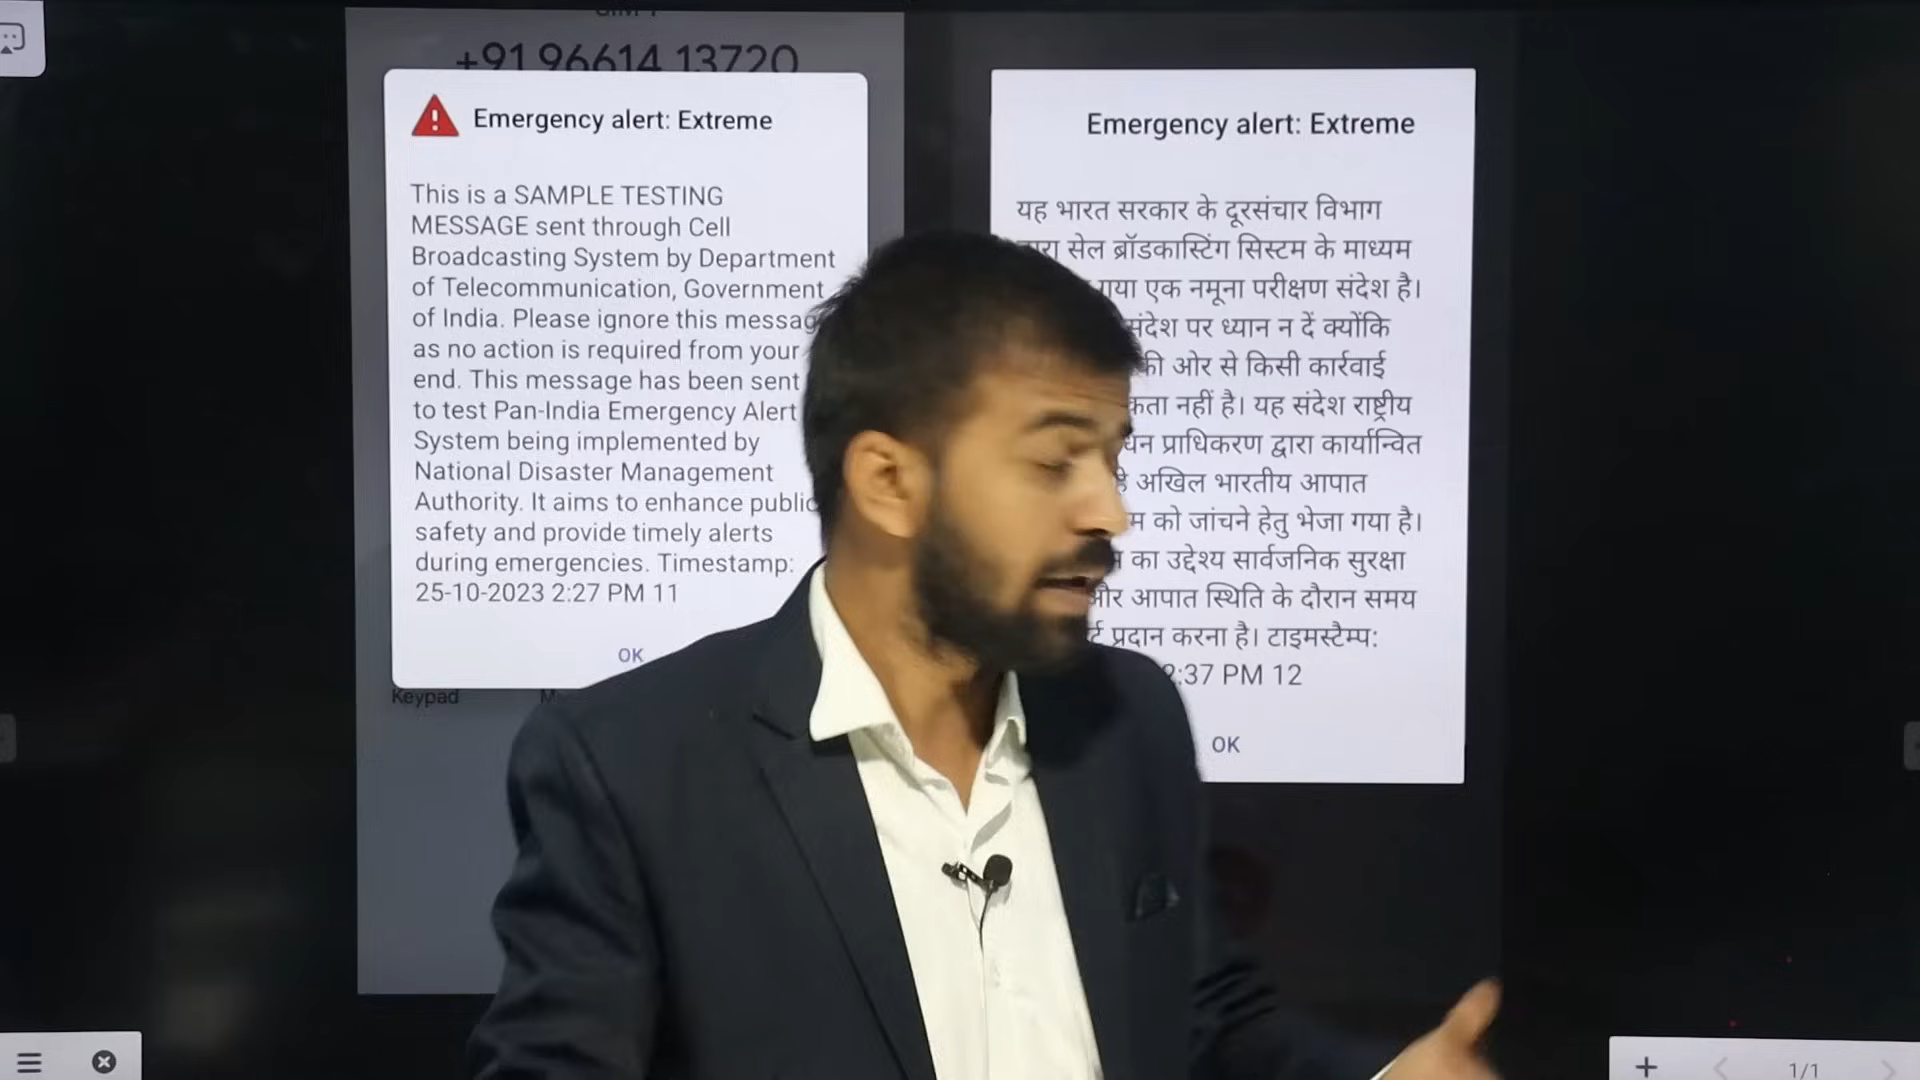 +91 96614 13720
Emergency alert: Extreme
This is a SAMPLE TESTING
MESSAGE sent through Cell
Broadcasting System by Department
of Telecommunication, Government
of India. Please ignore this messag
as no action is required from your
end. This message has been sent
to test Pan-India Emergency Alert
System being implemented by
National Disaster Management
Authority. It aims to enhance public
safety and provide timely alerts
during emergencies. Timestamp:
25-10-2023 2:27 PM 11
OK
Keypad
Emergency alert: Extreme
यह भारत सरकार के दूरसंचार विभाग
सेल ब्रॉडकास्टिंग सिस्टम के माध्यम
गया एक नमूना परीक्षण संदेश है।
संदेश पर ध्यान न दें क्योंकि
की ओर से किसी कार्रवाई
नहीं है। यह संदेश राष्ट्रीय
प्राधिकरण द्वारा कार्यान्वित
अखिल भारतीय आपात
को जांचने हेतु भेजा गया है।
का उद्देश्य सार्वजनिक सुरक्षा
और आपात स्थिति के दौरान समय
प्रदान करना है। टाइमस्टैम्प:
2:37 PM 12
OK
1/1